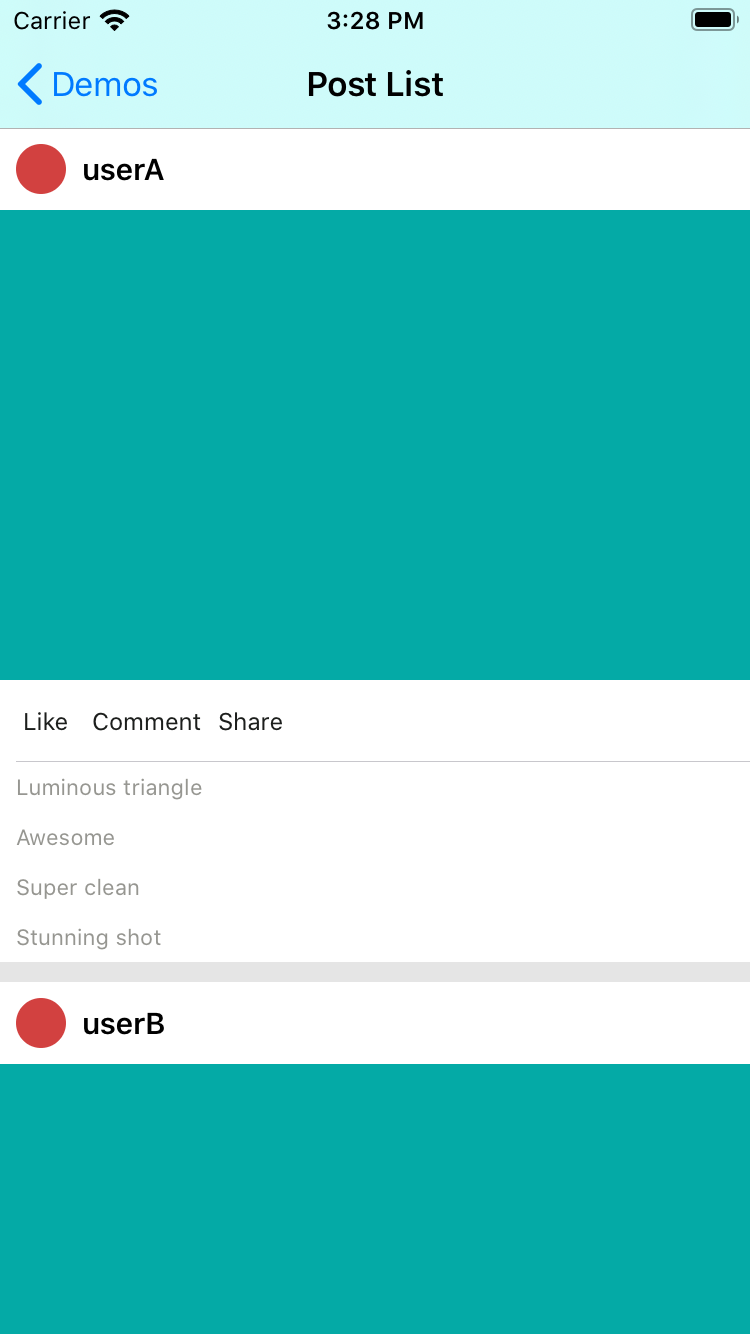 Carrier 3:28 PM
Demos Post List
userA
Like Comment Share
Luminous triangle
Awesome
Super clean
Stunning shot
userB